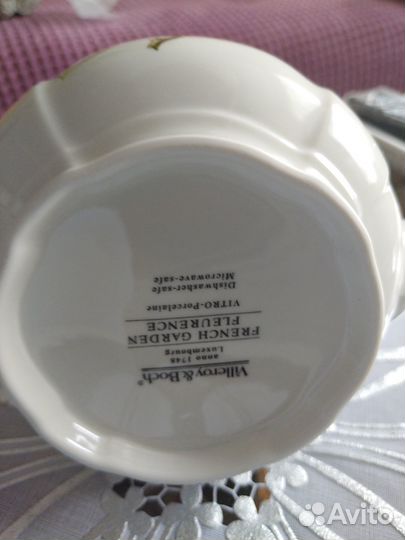 Villeroy & Boch®
anno 1748
Luxembourg
FRENCH GARDEN
FLEURENCE
VITRO-Porcelaine
Dishwasher-safe
Microwave-safe
Avito